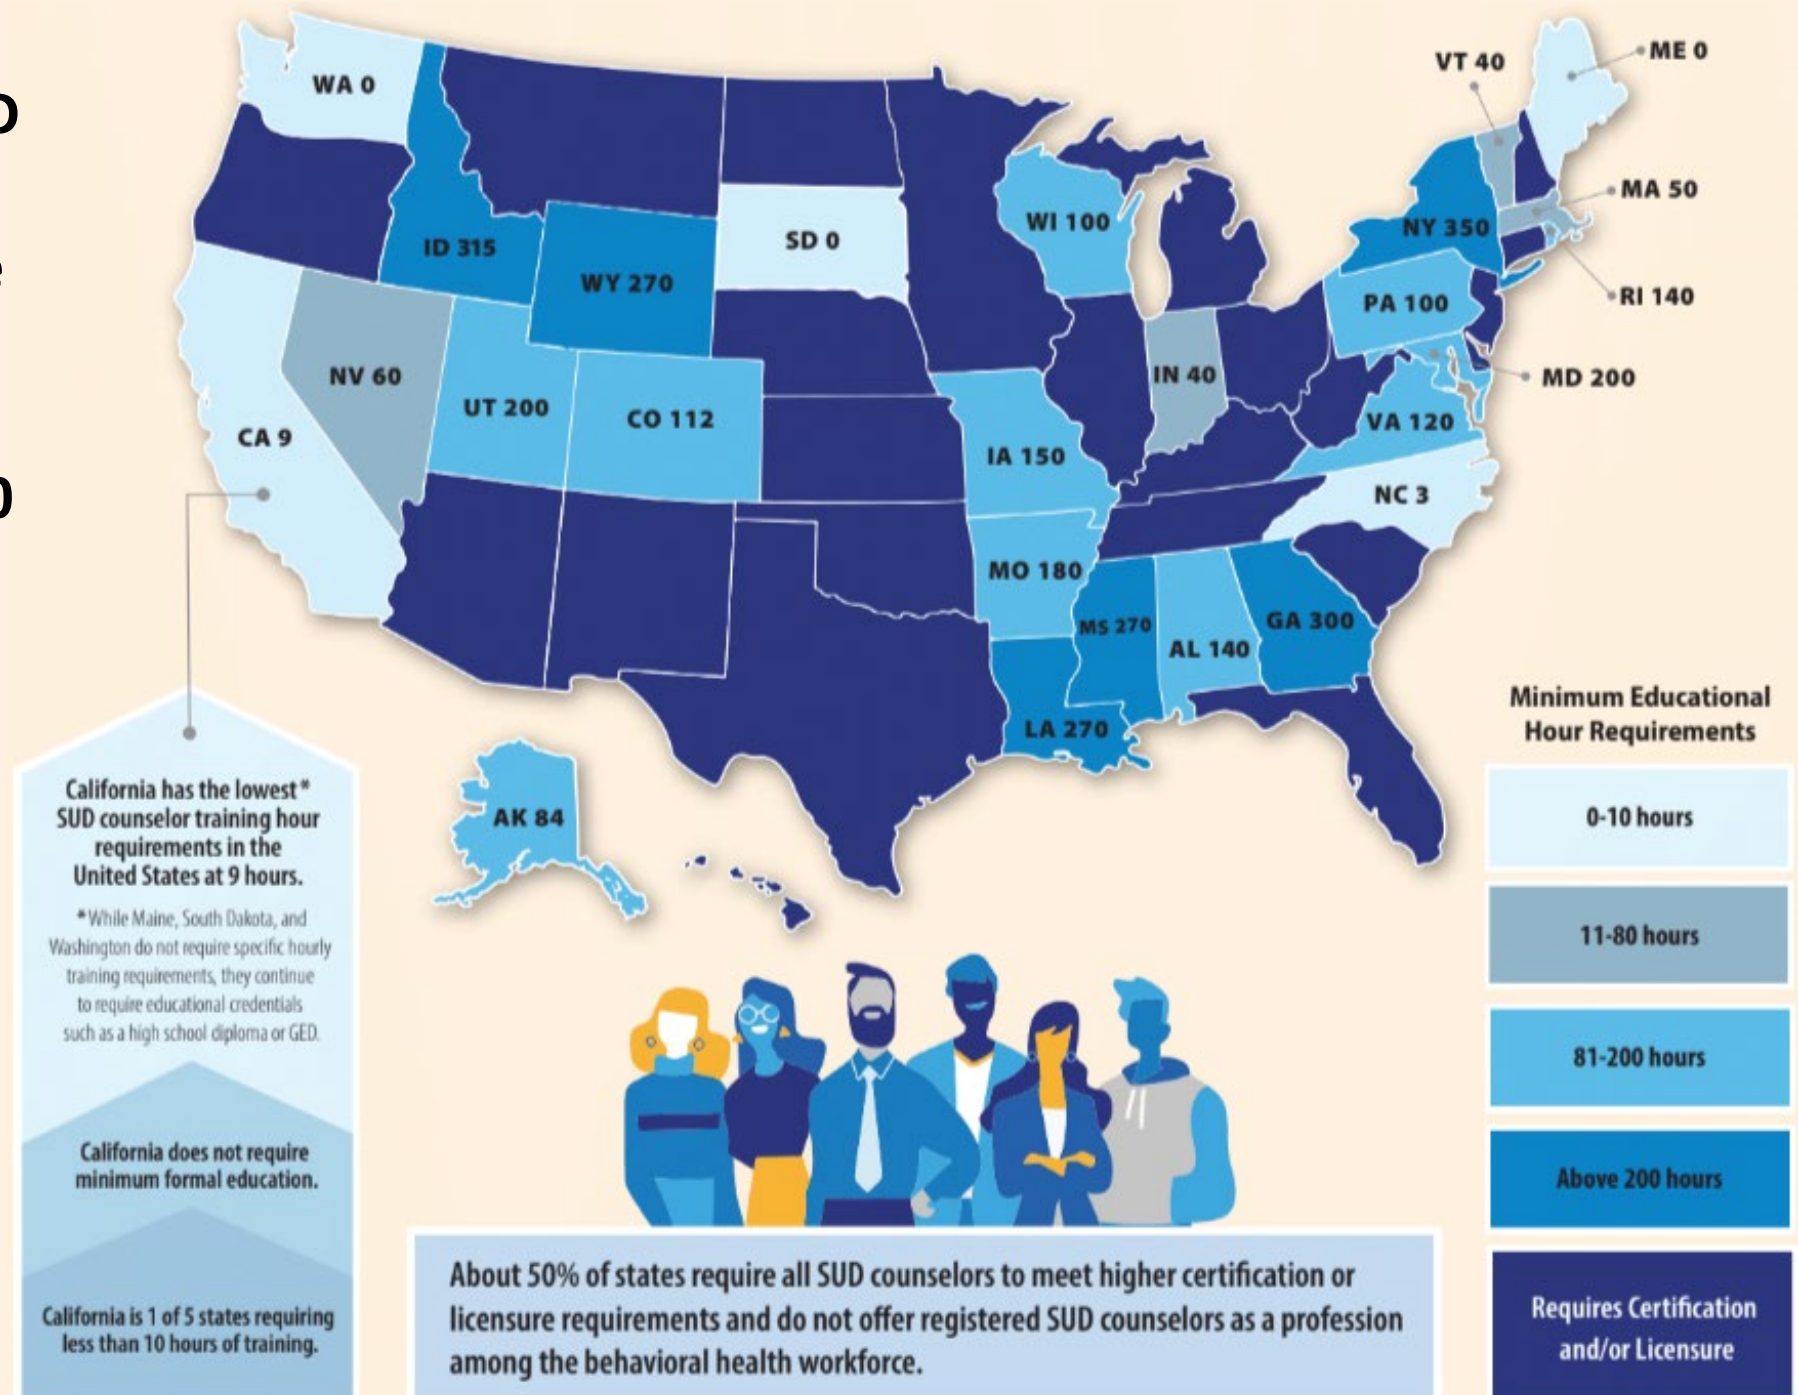 WA 0
VT 40
ME 0
MA 50
NY 350
WI 100
ID 315
SD 0
WY 270
RI 140
PA 100
NV 60
IN 40
MD 200
UT 200
CO 112
VA 120
CA 9
IA 150
NC 3
MO 180
MS 270
GA 300
AL 140
LA 270
AK 84
Minimum Educational
Hour Requirements
0-10 hours
11-80 hours
81-200 hours
Above 200 hours
Requires Certification
and/or Licensure
California has the lowest*
SUD counselor training hour
requirements in the
United States at 9 hours.
*While Maine, South Dakota, and
Washington do not require specific hourly
training requirements, they continue
to require educational credentials
such as a high school diploma or GED.
California does not require
minimum formal education.
California is 1 of 5 states requiring
less than 10 hours of training.
About 50% of states require all SUD counselors to meet higher certification or
licensure requirements and do not offer registered SUD counselors as a profession
among the behavioral health workforce.